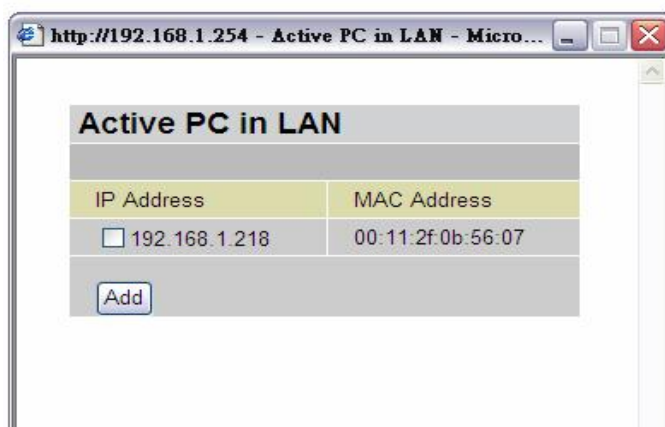 http://192.168.1.254 - Active PC in LAN - Micro...
Active PC in LAN
IP Address MAC Address
192.168.1.218 00:11:2f:0b:56:07
Add